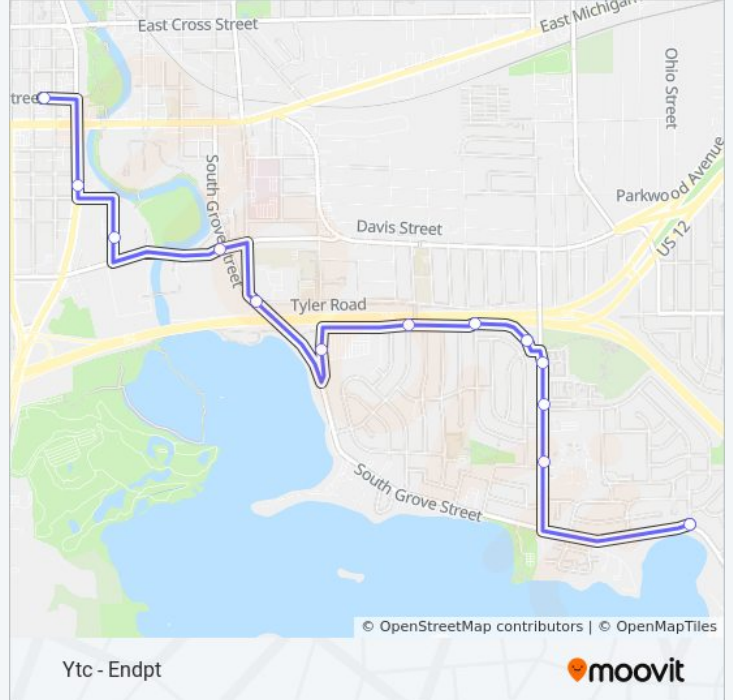 East Cross Street
East Michigan
Ohio Street
tree
South Grove Street
Parkwood Avenue
Davis Street
US 12
Tyler Road
South Grove Street
© OpenStreetMap contributors | © OpenMapTiles
Ytc - Endpt
moovit